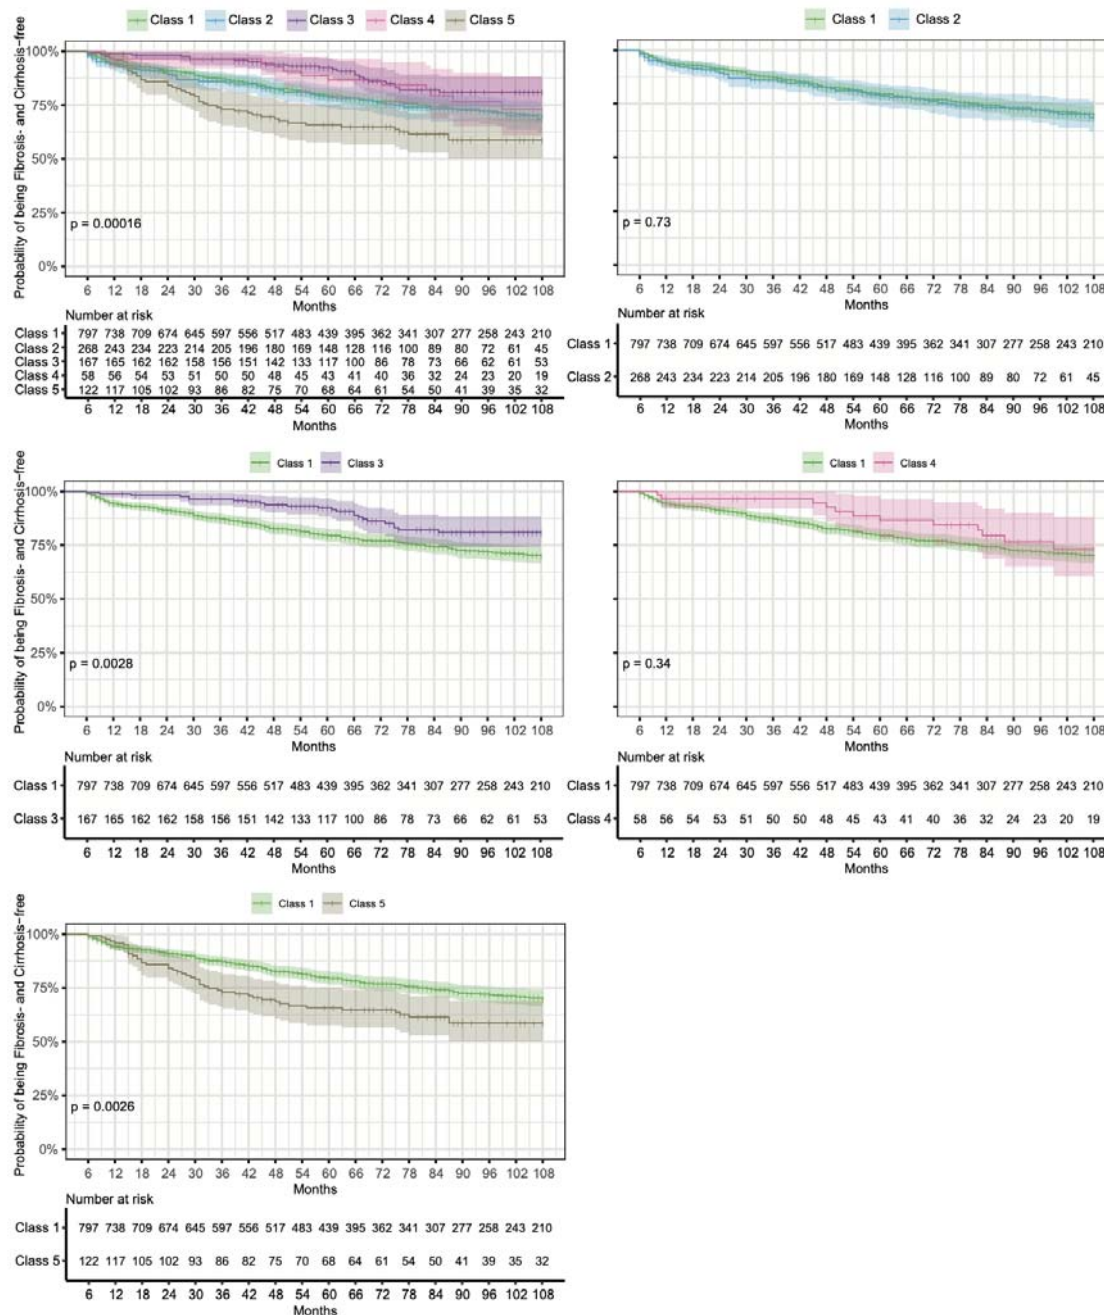 Class 1 Class 2 Class 3 Class 4 Class 5
Probability of being Fibrosis- and Cirrhosis-free
100%
75%
50%
25%
0%
p = 0.00016
6 12 18 24 30 36 42 48 54 60 66 72 78 84 90 96 102 108
Months
Number at risk
Class 1 797 738 709 674 645 597 556 517 483 439 395 362 341 307 277 258 243 210
Class 2 268 243 234 223 214 205 196 180 169 148 128 116 100 89 80 72 61 45
Class 3 167 165 162 162 158 156 151 142 133 117 100 86 78 73 66 62 61 53
Class 4 58 56 54 53 51 50 50 48 45 43 41 40 36 32 24 23 20 19
Class 5 122 117 105 102 93 86 82 75 70 68 64 61 54 50 41 39 35 32
6 12 18 24 30 36 42 48 54 60 66 72 78 84 90 96 102 108
Months
Class 1 Class 2
p = 0.73
6 12 18 24 30 36 42 48 54 60 66 72 78 84 90 96 102 108
Months
Number at risk
Class 1 797 738 709 674 645 597 556 517 483 439 395 362 341 307 277 258 243 210
Class 2 268 243 234 223 214 205 196 180 169 148 128 116 100 89 80 72 61 45
6 12 18 24 30 36 42 48 54 60 66 72 78 84 90 96 102 108
Months
Class 1 Class 3
Probability of being Fibrosis- and Cirrhosis-free
100%
75%
50%
25%
0%
p = 0.0028
6 12 18 24 30 36 42 48 54 60 66 72 78 84 90 96 102 108
Months
Number at risk
Class 1 797 738 709 674 645 597 556 517 483 439 395 362 341 307 277 258 243 210
Class 3 167 165 162 162 158 156 151 142 133 117 100 86 78 73 66 62 61 53
6 12 18 24 30 36 42 48 54 60 66 72 78 84 90 96 102 108
Months
Class 1 Class 4
p = 0.34
6 12 18 24 30 36 42 48 54 60 66 72 78 84 90 96 102 108
Months
Number at risk
Class 1 797 738 709 674 645 597 556 517 483 439 395 362 341 307 277 258 243 210
Class 4 58 56 54 53 51 50 50 48 45 43 41 40 36 32 24 23 20 19
6 12 18 24 30 36 42 48 54 60 66 72 78 84 90 96 102 108
Months
Class 1 Class 5
Probability of being Fibrosis- and Cirrhosis-free
100%
75%
50%
25%
0%
p = 0.0026
6 12 18 24 30 36 42 48 54 60 66 72 78 84 90 96 102 108
Months
Number at risk
Class 1 797 738 709 674 645 597 556 517 483 439 395 362 341 307 277 258 243 210
Class 5 122 117 105 102 93 86 82 75 70 68 64 61 54 50 41 39 35 32
6 12 18 24 30 36 42 48 54 60 66 72 78 84 90 96 102 108
Months